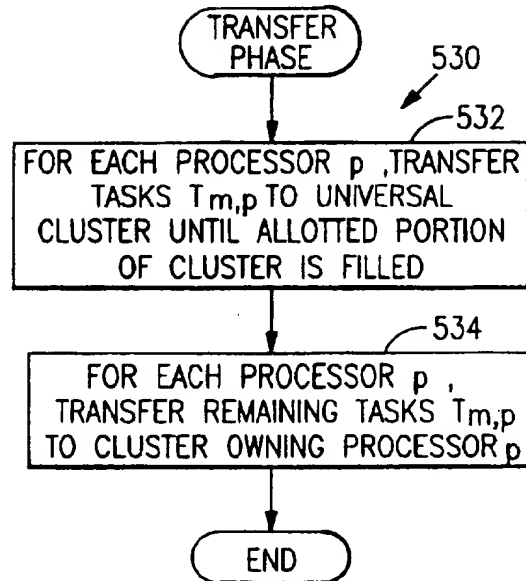 TRANSFER
PHASE
530
532
FOR EACH PROCESSOR p ,TRANSFER
TASKS Tm,p TO UNIVERSAL
CLUSTER UNTIL ALLOTTED PORTION
OF CLUSTER IS FILLED
534
FOR EACH PROCESSOR p ,
TRANSFER REMAINING TASKS Tm,p
TO CLUSTER OWNING PROCESSOR p
END